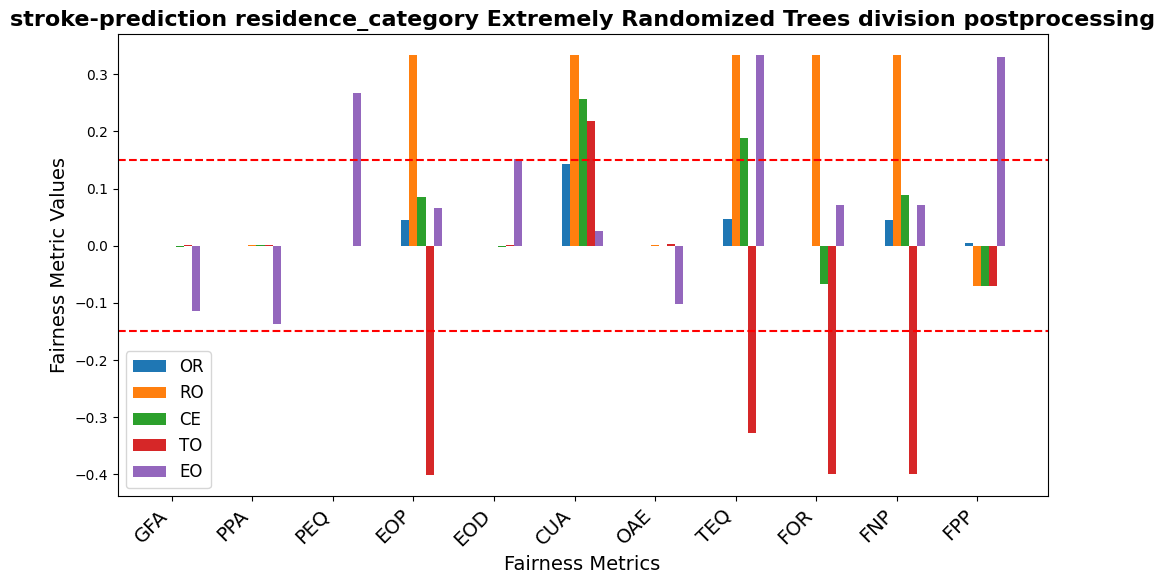 stroke-prediction residence_category Extremely Randomized Trees division postprocessing
Fairness Metric Values
0.3
0.2
0.1
0.0
−0.1
−0.2
−0.3
−0.4
OR
RO
CE
TO
EO
GFA
PPA
PEQ
EOP
EOD
CUA
OAE
TEQ
FOR
FNP
FPP
Fairness Metrics